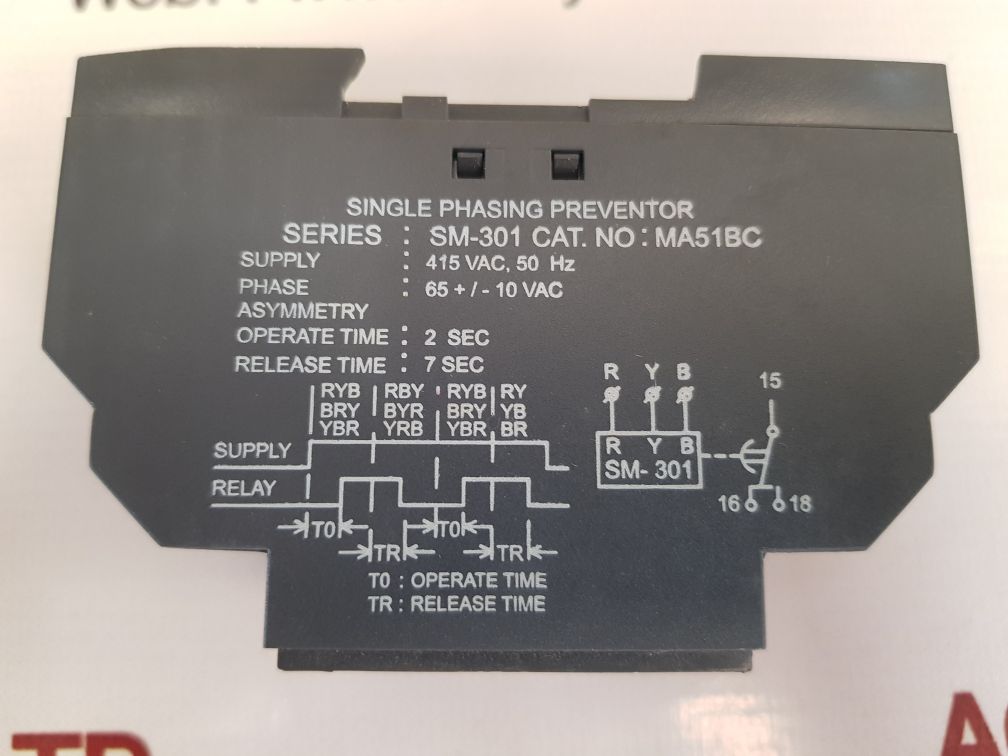 SINGLE PHASING PREVENTOR
SERIES : SM-301 CAT. NO : MA51BC
SUPPLY : 415 VAC, 50 Hz
PHASE : 65 + / - 10 VAC
ASYMMETRY
OPERATE TIME : 2 SEC
RELEASE TIME : 7 SEC
RYB RBY RYB RY
BRY BYR BRY YB
YBR YRB YBR BR
SUPPLY
RELAY
T0 T0
TR TR
T0 : OPERATE TIME
TR : RELEASE TIME
R Y B 15
R Y B
SM- 301
16 18